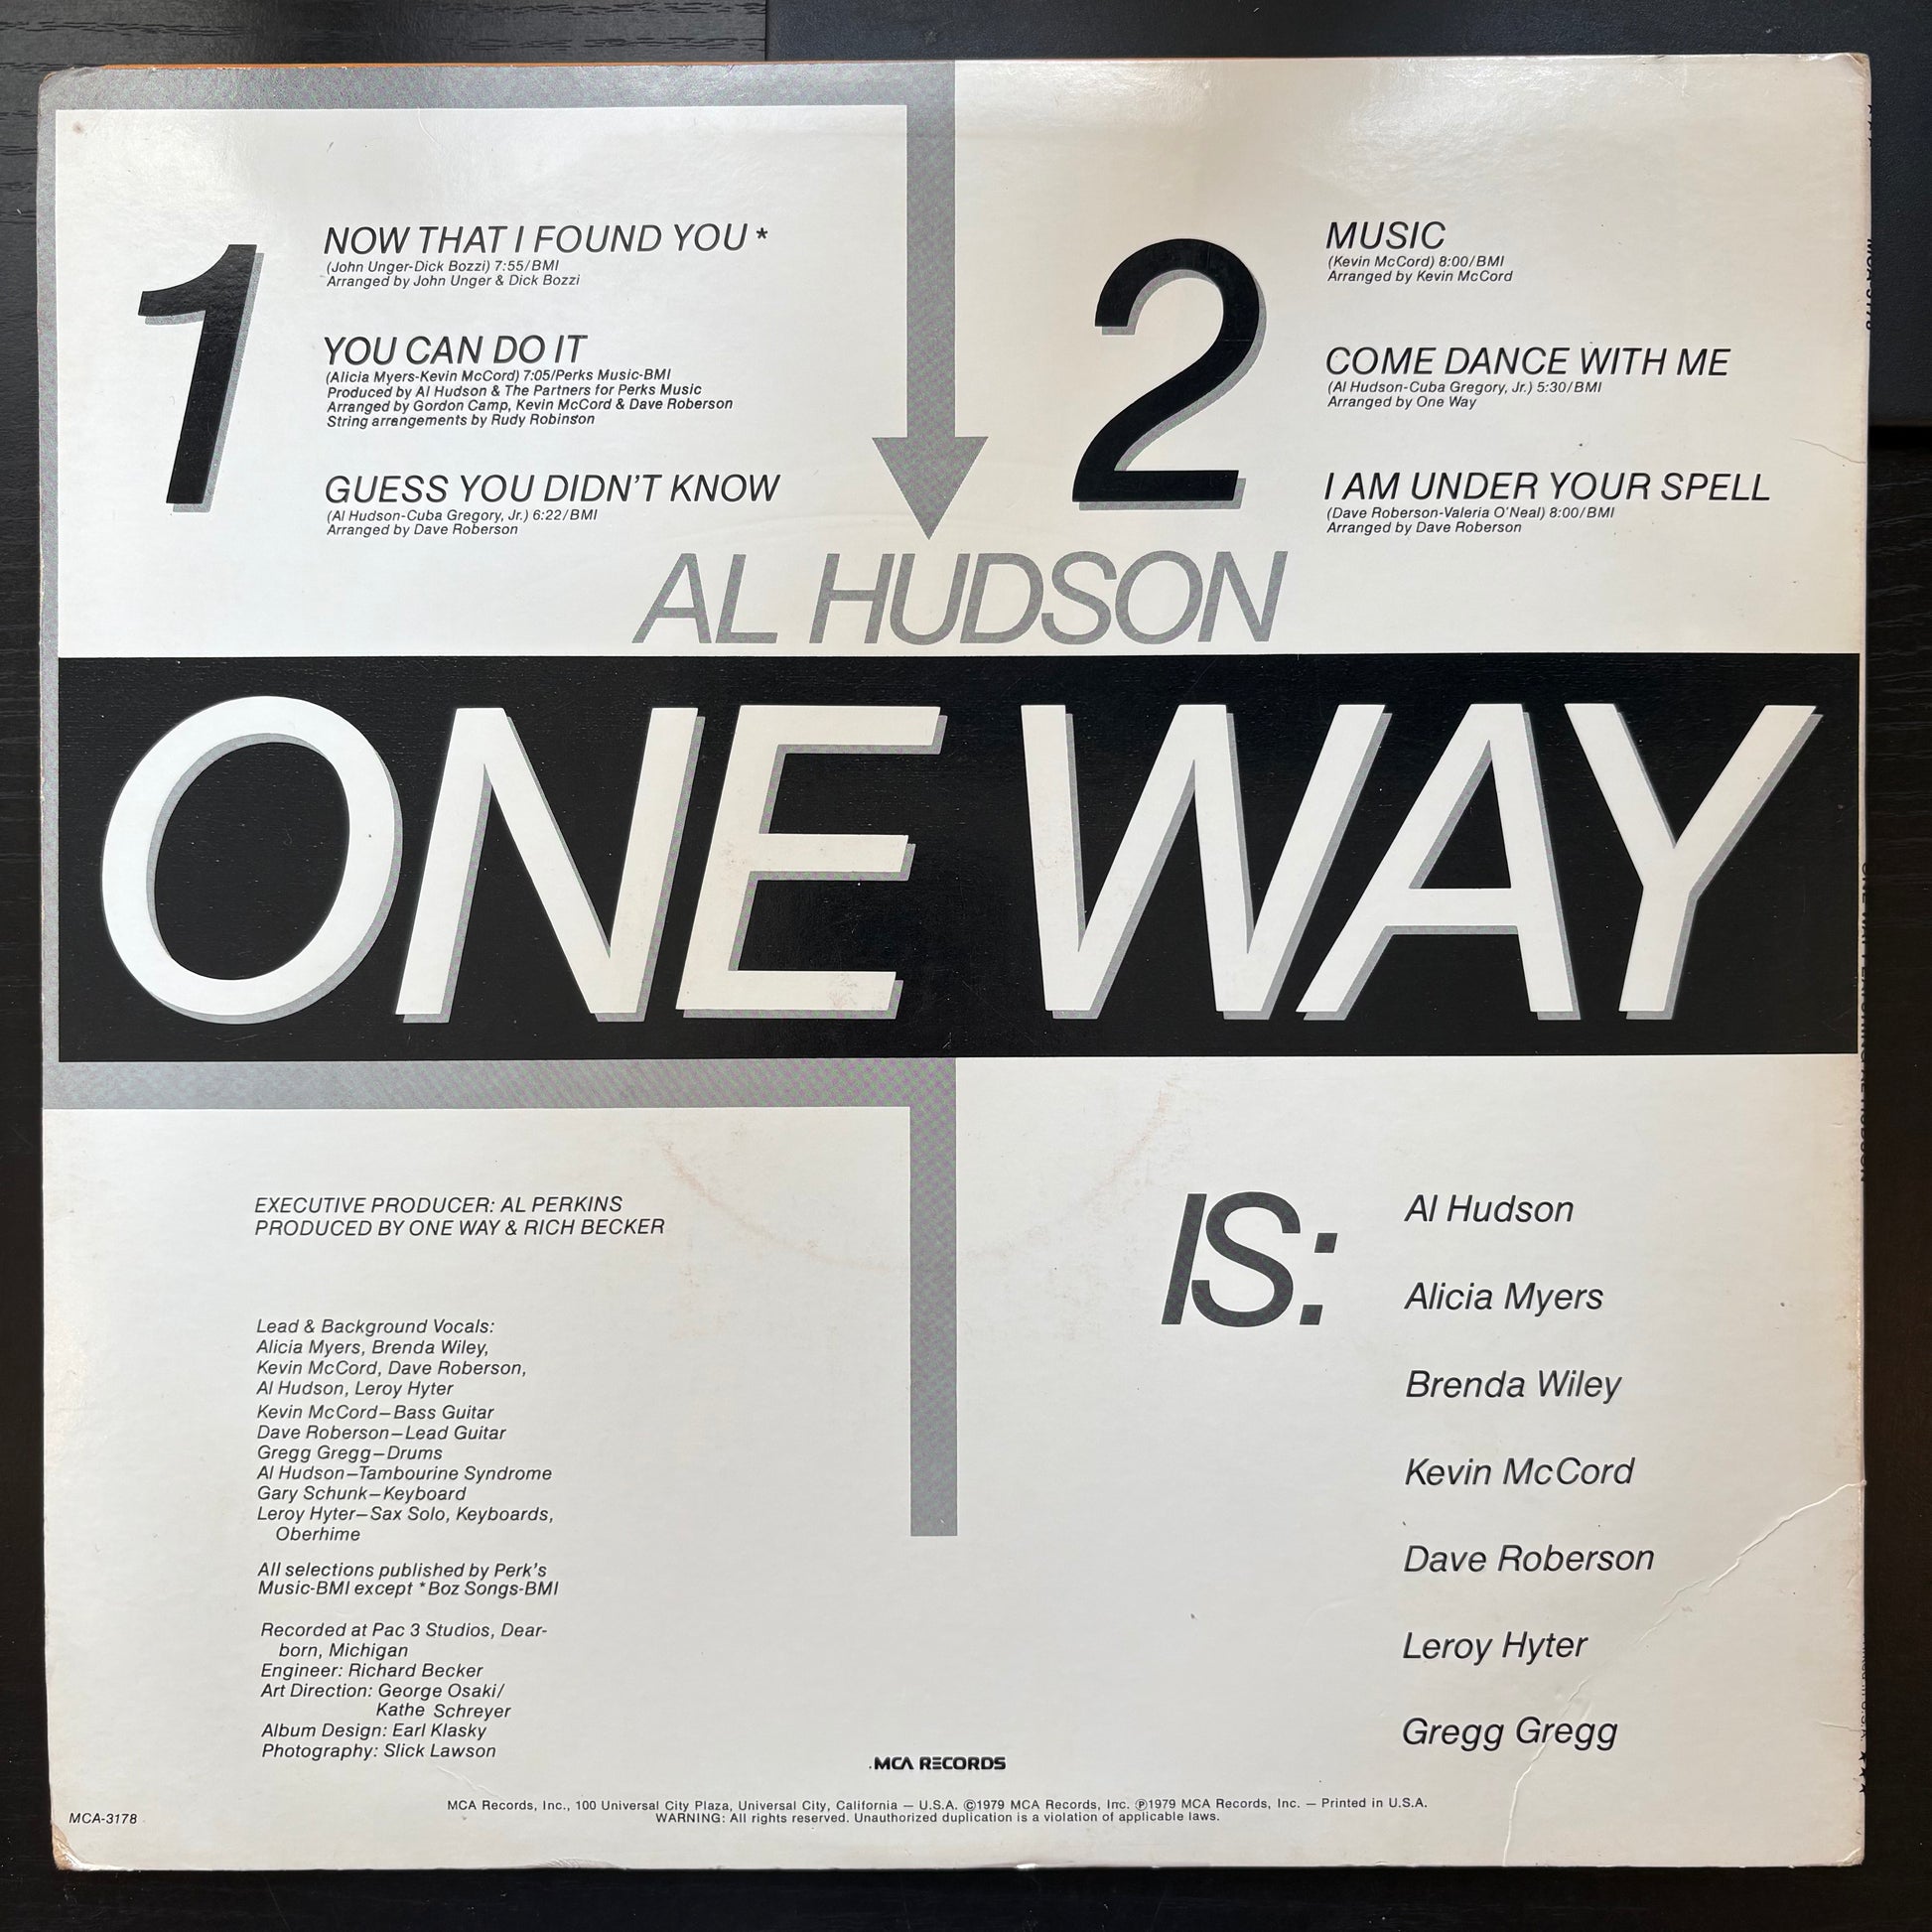 1
NOW THAT I FOUND YOU *
(John Unger-Dick Bozzi) 7:55/BMI
Arranged by John Unger & Dick Bozzi
YOU CAN DO IT
(Alicia Myers-Kevin McCord) 7:05/Perks Music-BMI
Produced by Al Hudson & The Partners for Perks Music
Arranged by Gordon Camp, Kevin McCord & Dave Roberson
String arrangements by Rudy Robinson
GUESS YOU DIDN'T KNOW
(Al Hudson-Cuba Gregory, Jr.) 6:22/BMI
Arranged by Dave Roberson
2
MUSIC
(Kevin McCord) 8:00/BMI
Arranged by Kevin McCord
COME DANCE WITH ME
(Al Hudson-Cuba Gregory, Jr.) 5:30/BMI
Arranged by One Way
I AM UNDER YOUR SPELL
(Dave Roberson-Valeria O'Neal) 8:00/BMI
Arranged by Dave Roberson
AL HUDSON
ONE WAY
EXECUTIVE PRODUCER: AL PERKINS
PRODUCED BY ONE WAY & RICH BECKER
Lead & Background Vocals:
Alicia Myers, Brenda Wiley,
Kevin McCord, Dave Roberson,
Al Hudson, Leroy Hyter
Kevin McCord—Bass Guitar
Dave Roberson—Lead Guitar
Gregg Gregg—Drums
Al Hudson—Tambourine Syndrome
Gary Schunk—Keyboard
Leroy Hyter—Sax Solo, Keyboards,
Oberhime
All selections published by Perk's
Music-BMI except *Boz Songs-BMI
Recorded at Pac 3 Studios, Dear-
born, Michigan
Engineer: Richard Becker
Art Direction: George Osaki/
Kathe Schreyer
Album Design: Earl Klasky
Photography: Slick Lawson
IS:
Al Hudson
Alicia Myers
Brenda Wiley
Kevin McCord
Dave Roberson
Leroy Hyter
Gregg Gregg
MCA RECORDS
MCA Records, Inc., 100 Universal City Plaza, Universal City, California — U.S.A. ©1979 MCA Records, Inc. ℗1979 MCA Records, Inc. — Printed in U.S.A.
WARNING: All rights reserved. Unauthorized duplication is a violation of applicable laws.
MCA-3178